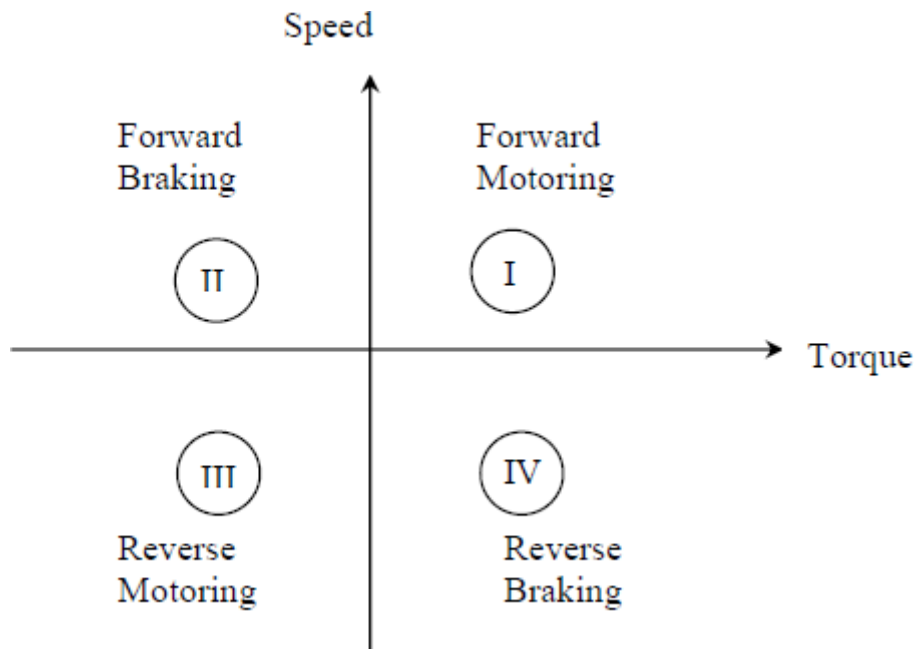 Speed
Forward
Braking
Forward
Motoring
II
I
Torque
III
IV
Reverse
Motoring
Reverse
Braking